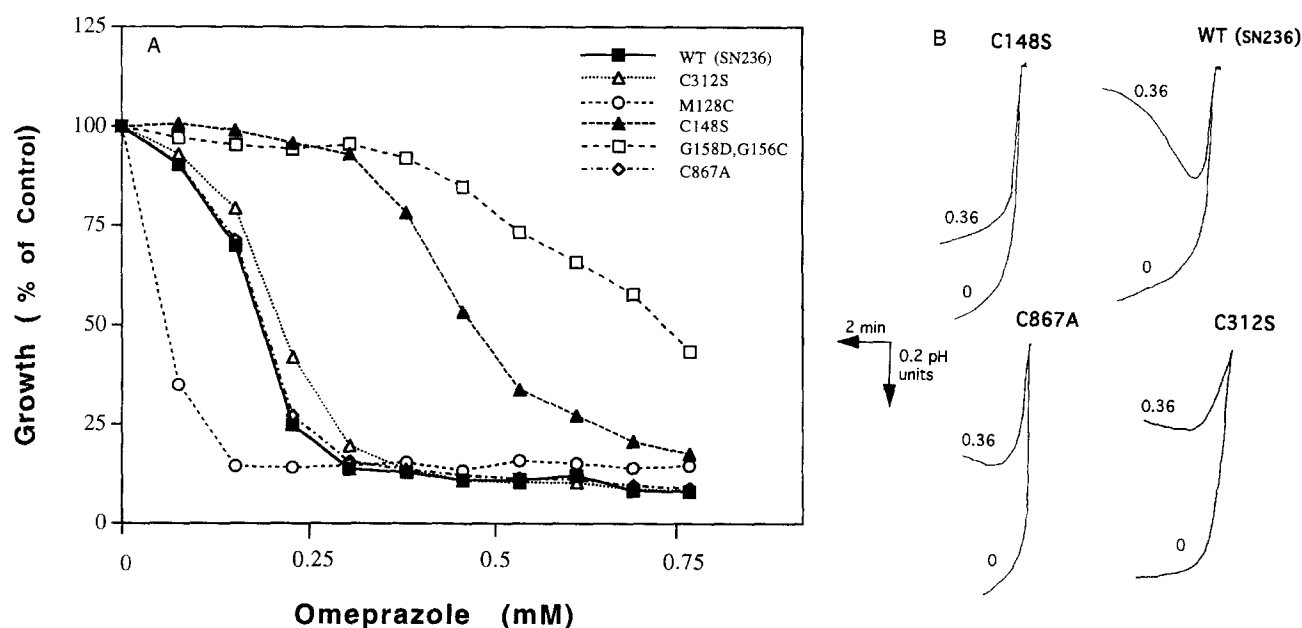 A
125
100
75
50
25
0
Growth ( % of Control)
WT (SN236)
C312S
M128C
C148S
G158D,G156C
C867A
0
0.25
0.5
0.75
Omeprazole (mM)
B
C148S
WT (SN236)
0.36
0.36
0
0
2 min
0.2 pH
units
C867A
C312S
0.36
0.36
0
0